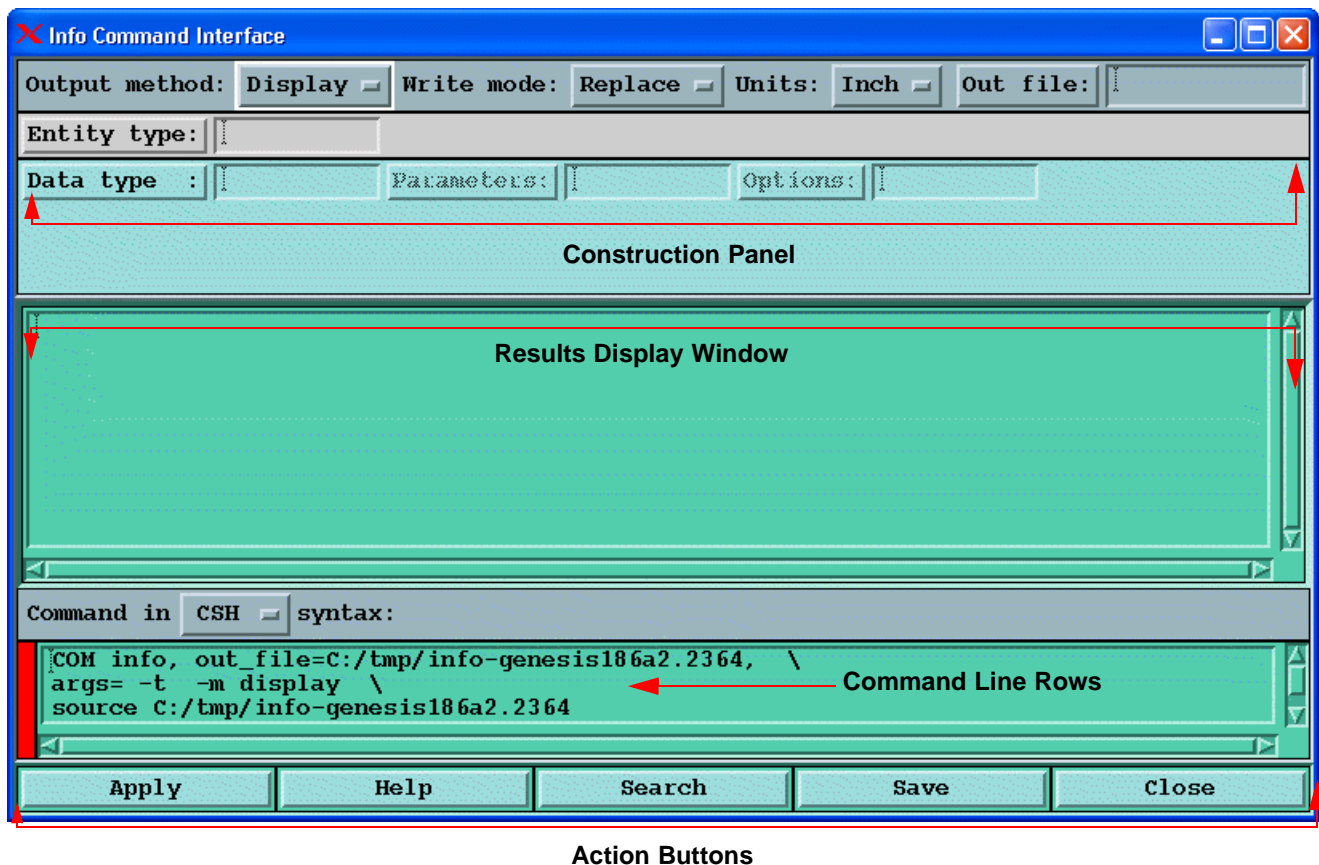 Info Command Interface
Output method: Display Write mode: Replace Units: Inch Out file:
Entity type:
Data type : Parameters: Options:
Construction Panel
Results Display Window
Command in CSH syntax:
COM info, out_file=C:/tmp/info-genesis186a2.2364, \
args= -t -m display \
source C:/tmp/info-genesis186a2.2364
Command Line Rows
Apply Help Search Save Close
Action Buttons